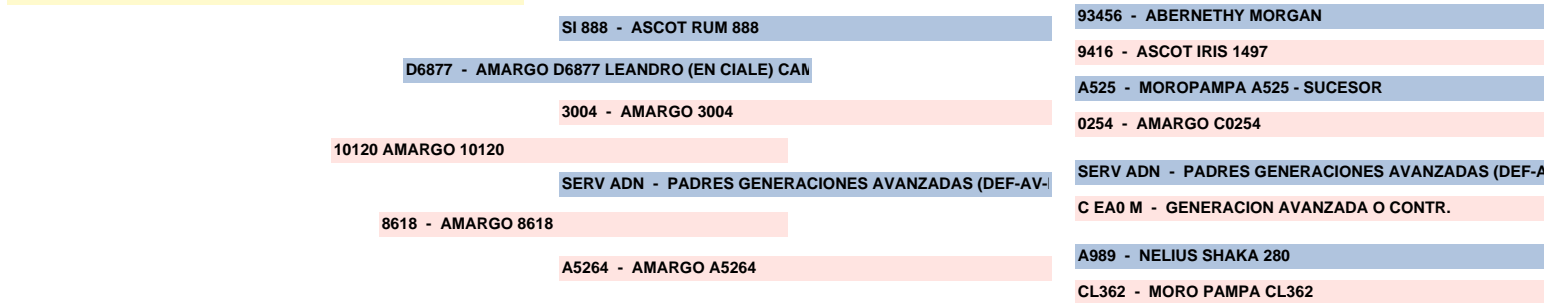 SI 888 - ASCOT RUM 888
D6877 - AMARGO D6877 LEANDRO (EN CIALE) CAM
3004 - AMARGO 3004
10120 AMARGO 10120
SERV ADN - PADRES GENERACIONES AVANZADAS (DEF-AV-
8618 - AMARGO 8618
A5264 - AMARGO A5264
93456 - ABERNETHY MORGAN
9416 - ASCOT IRIS 1497
A525 - MOROPAMPA A525 - SUCESOR
0254 - AMARGO C0254
SERV ADN - PADRES GENERACIONES AVANZADAS (DEF-A
C EA0 M - GENERACION AVANZADA O CONTR.
A989 - NELIUS SHAKA 280
CL362 - MORO PAMPA CL362